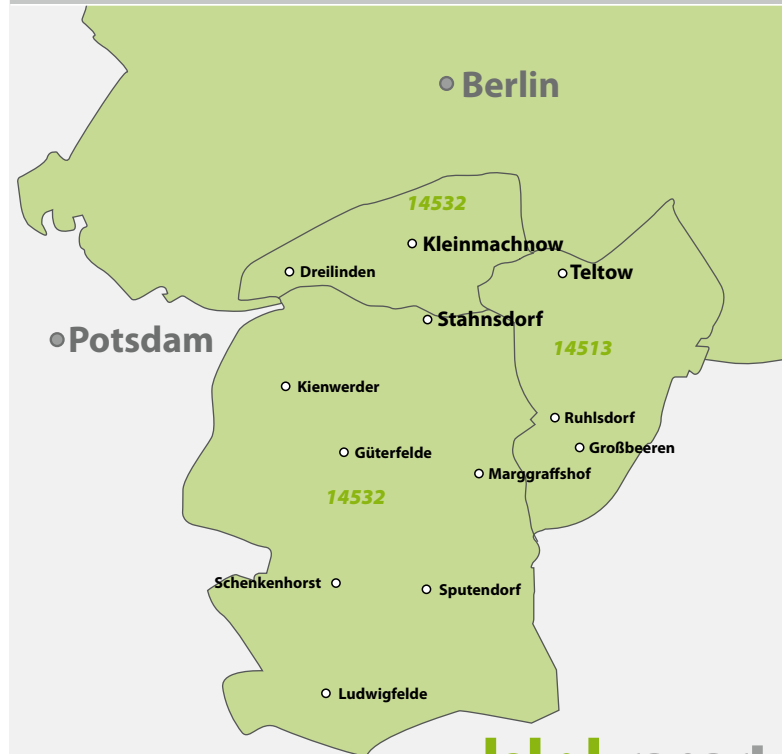 Berlin
14532
Kleinmachnow
Dreilinden
Teltow
Stahnsdorf
Potsdam
14513
Kienwerder
Ruhlsdorf
Güterfelde
Großbeeren
Marggraffshof
14532
Schenkenhorst
Sputendorf
Ludwigfelde